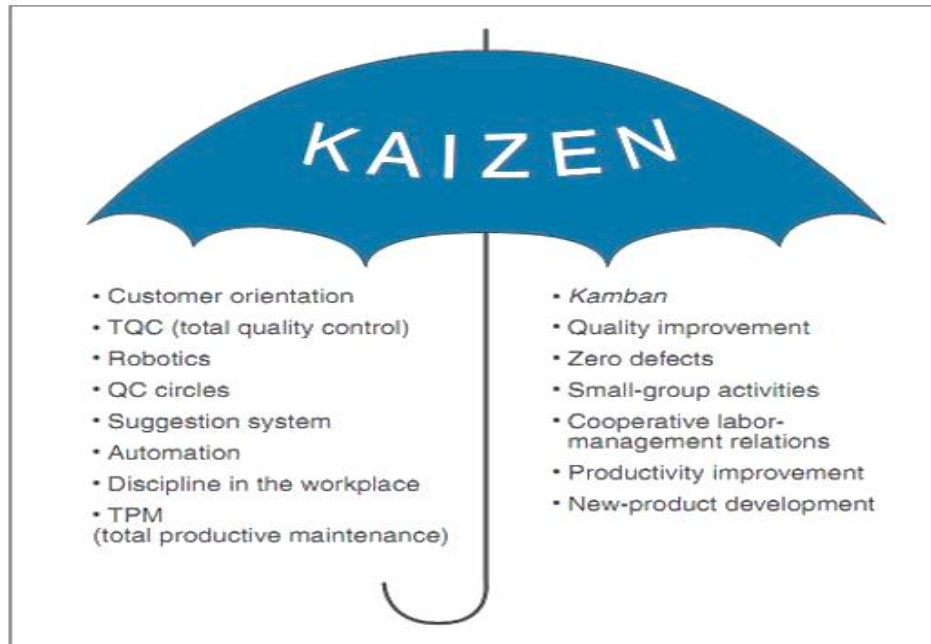 KAIZEN
• Customer orientation
• TQC (total quality control)
• Robotics
• QC circles
• Suggestion system
• Automation
• Discipline in the workplace
• TPM
(total productive maintenance)
• Kamban
• Quality improvement
• Zero defects
• Small-group activities
• Cooperative labor-
management relations
• Productivity improvement
• New-product development